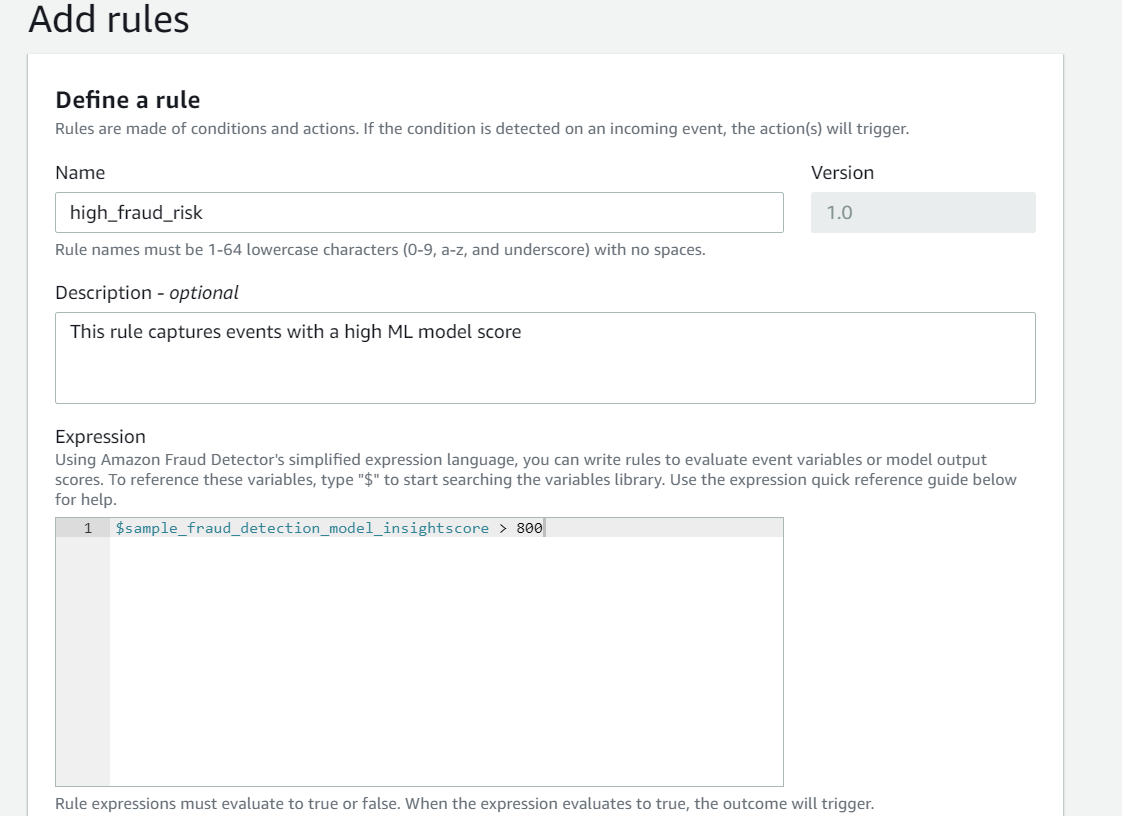 Add rules
Define a rule
Rules are made of conditions and actions. If the condition is detected on an incoming event, the action(s) will trigger.
Name
Version
high_fraud_risk
1.0
Rule names must be 1-64 lowercase characters (0-9, a-z, and underscore) with no spaces.
Description - optional
This rule captures events with a high ML model score
Expression
Using Amazon Fraud Detector's simplified expression language, you can write rules to evaluate event variables or model output
scores. To reference these variables, type "$" to start searching the variables library. Use the expression quick reference guide below
for help.
1 $sample_fraud_detection_model_insightscore > 800
Rule expressions must evaluate to true or false. When the expression evaluates to true, the outcome will trigger.